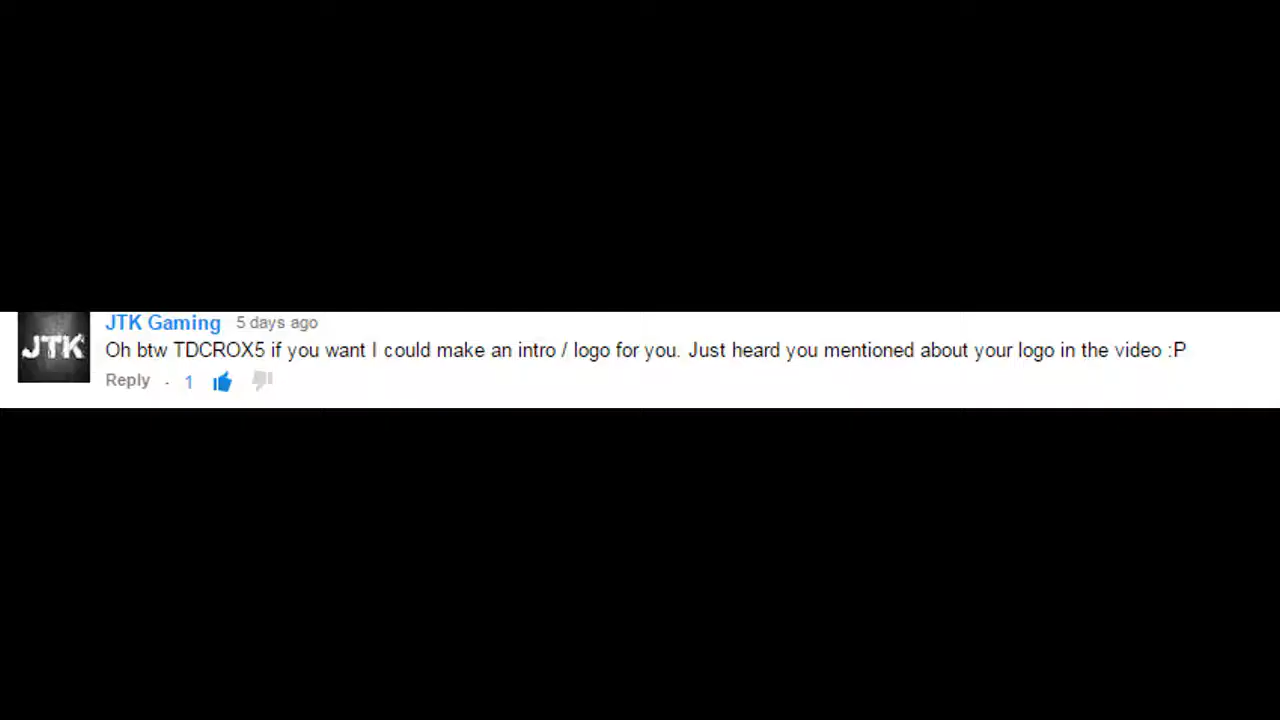 JTK
JTK Gaming 5 days ago
Oh btw TDCROX5 if you want I could make an intro / logo for you. Just heard you mentioned about your logo in the video :P
Reply . 1